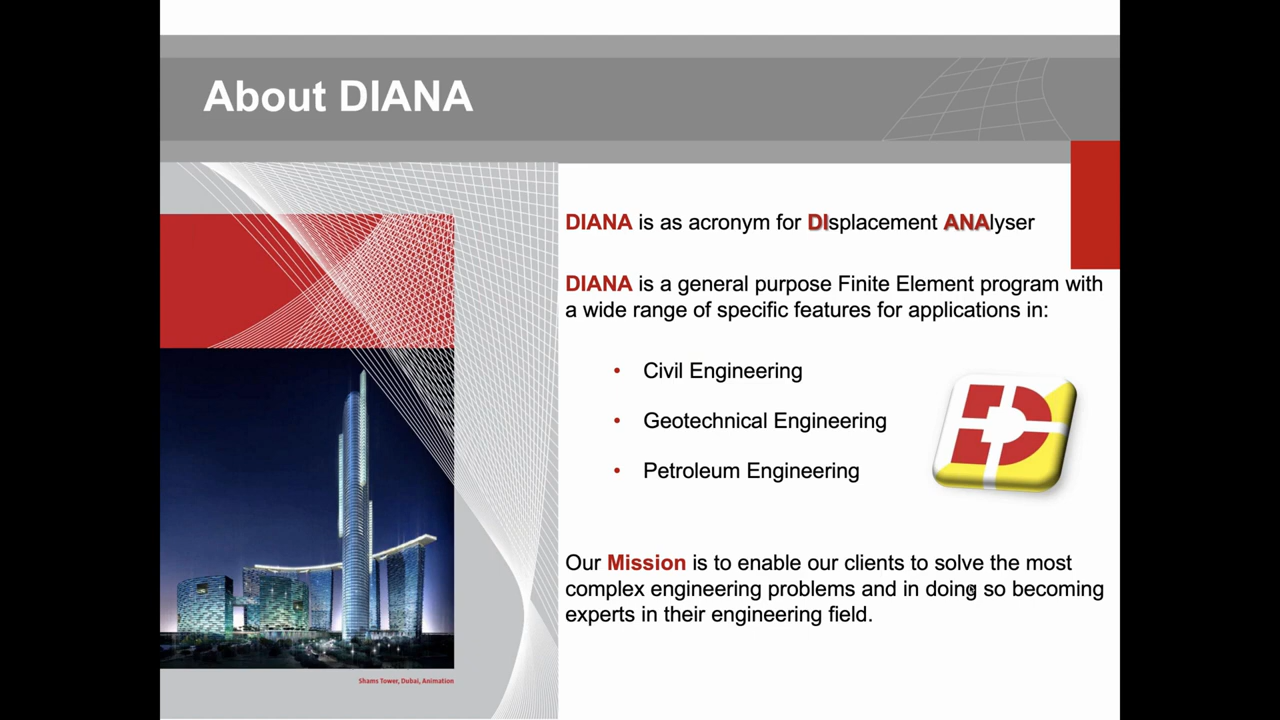 About DIANA
DIANA is as acronym for DIsplacement ANAlyser
DIANA is a general purpose Finite Element program with
a wide range of specific features for applications in:
• Civil Engineering
• Geotechnical Engineering
• Petroleum Engineering
Our Mission is to enable our clients to solve the most
complex engineering problems and in doing so becoming
experts in their engineering field.
Shams Tower, Dubai, Animation